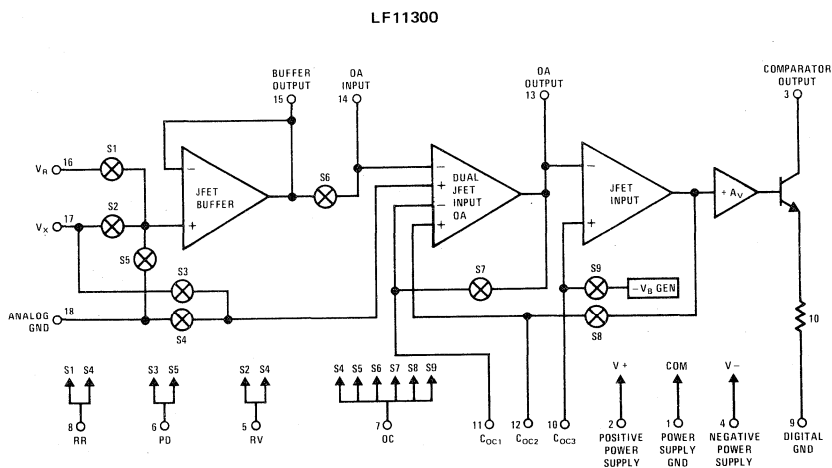 LF11300
BUFFER OUTPUT
15
OA INPUT
14
OA OUTPUT
13
COMPARATOR OUTPUT
3
S1
VR 16
S2
VX 17
S5
S3
S4
ANALOG GND 18
−
+
JFET BUFFER
S6
−
+
−
+
DUAL JFET INPUT OA
S7
−
+
JFET INPUT
S9
−VB GEN
S8
+ AV
10
S1 S4
8
RR
S3 S5
6
PD
S2 S4
5
RV
S4 S5 S6 S7 S8 S9
7
OC
11
COC1
12
COC2
10
COC3
V+
2
POSITIVE POWER SUPPLY
COM
1
POWER SUPPLY GND
V−
4
NEGATIVE POWER SUPPLY
9
DIGITAL GND